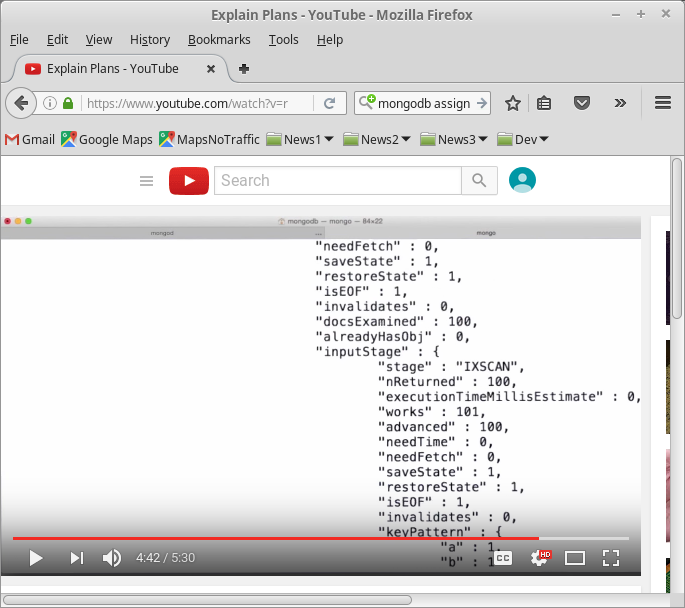 Explain Plans - YouTube - Mozilla Firefox
File Edit View History Bookmarks Tools Help
Explain Plans - YouTube
https://www.youtube.com/watch?v=r
mongodb assign
Gmail Google Maps MapsNoTraffic News1 News2 News3 Dev
Search
mongodb — mongo — 84×22
mongod ... mongo
"needFetch" : 0,
"saveState" : 1,
"restoreState" : 1,
"isEOF" : 1,
"invalidates" : 0,
"docsExamined" : 100,
"alreadyHasObj" : 0,
"inputStage" : {
"stage" : "IXSCAN",
"nReturned" : 100,
"executionTimeMillisEstimate" : 0,
"works" : 101,
"advanced" : 100,
"needTime" : 0,
"needFetch" : 0,
"saveState" : 1,
"restoreState" : 1,
"isEOF" : 1,
"invalidates" : 0,
"keyPattern" : {
"a" : 1,
"b" : 1
4:42 / 5:30 CC HD